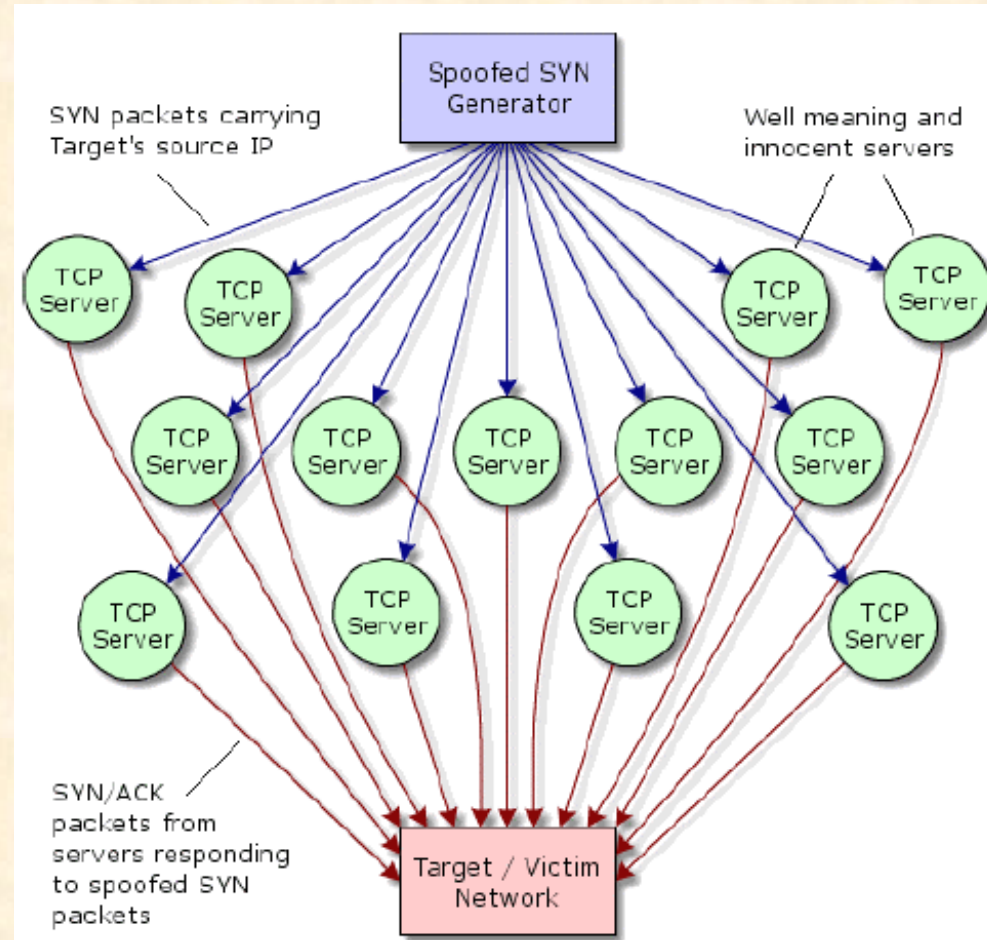 Spoofed SYN
Generator
SYN packets carrying
Target's source IP
Well meaning and
innocent servers
TCP
Server
TCP
Server
TCP
Server
TCP
Server
TCP
Server
TCP
Server
TCP
Server
TCP
Server
TCP
Server
TCP
Server
TCP
Server
TCP
Server
TCP
Server
SYN/ACK
packets from
servers responding
to spoofed SYN
packets
Target / Victim
Network